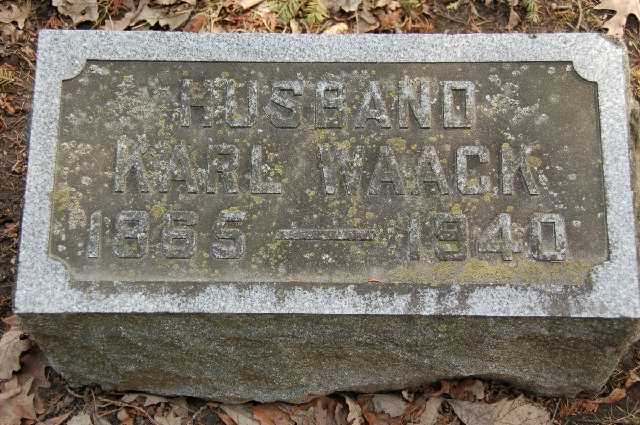 HUSBAND
KARL WAACK
1865 — 1940